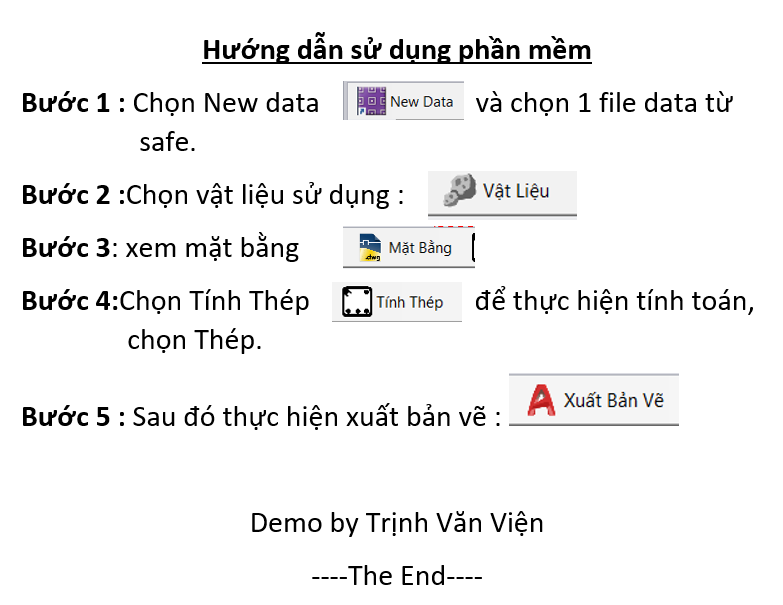 Hướng dẫn sử dụng phần mềm
Bước 1 : Chọn New data New Data và chọn 1 file data từ
safe.
Bước 2 :Chọn vật liệu sử dụng : Vật Liệu
Bước 3: xem mặt bằng .dwg Mặt Bằng
Bước 4:Chọn Tính Thép Tính Thép để thực hiện tính toán,
chọn Thép.
Bước 5 : Sau đó thực hiện xuất bản vẽ : Xuất Bản Vẽ
Demo by Trịnh Văn Viện
----The End----